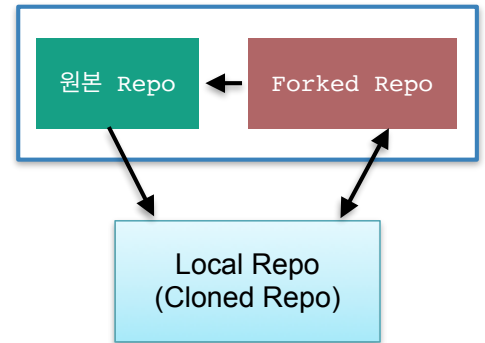 원본 Repo
Forked Repo
Local Repo
(Cloned Repo)